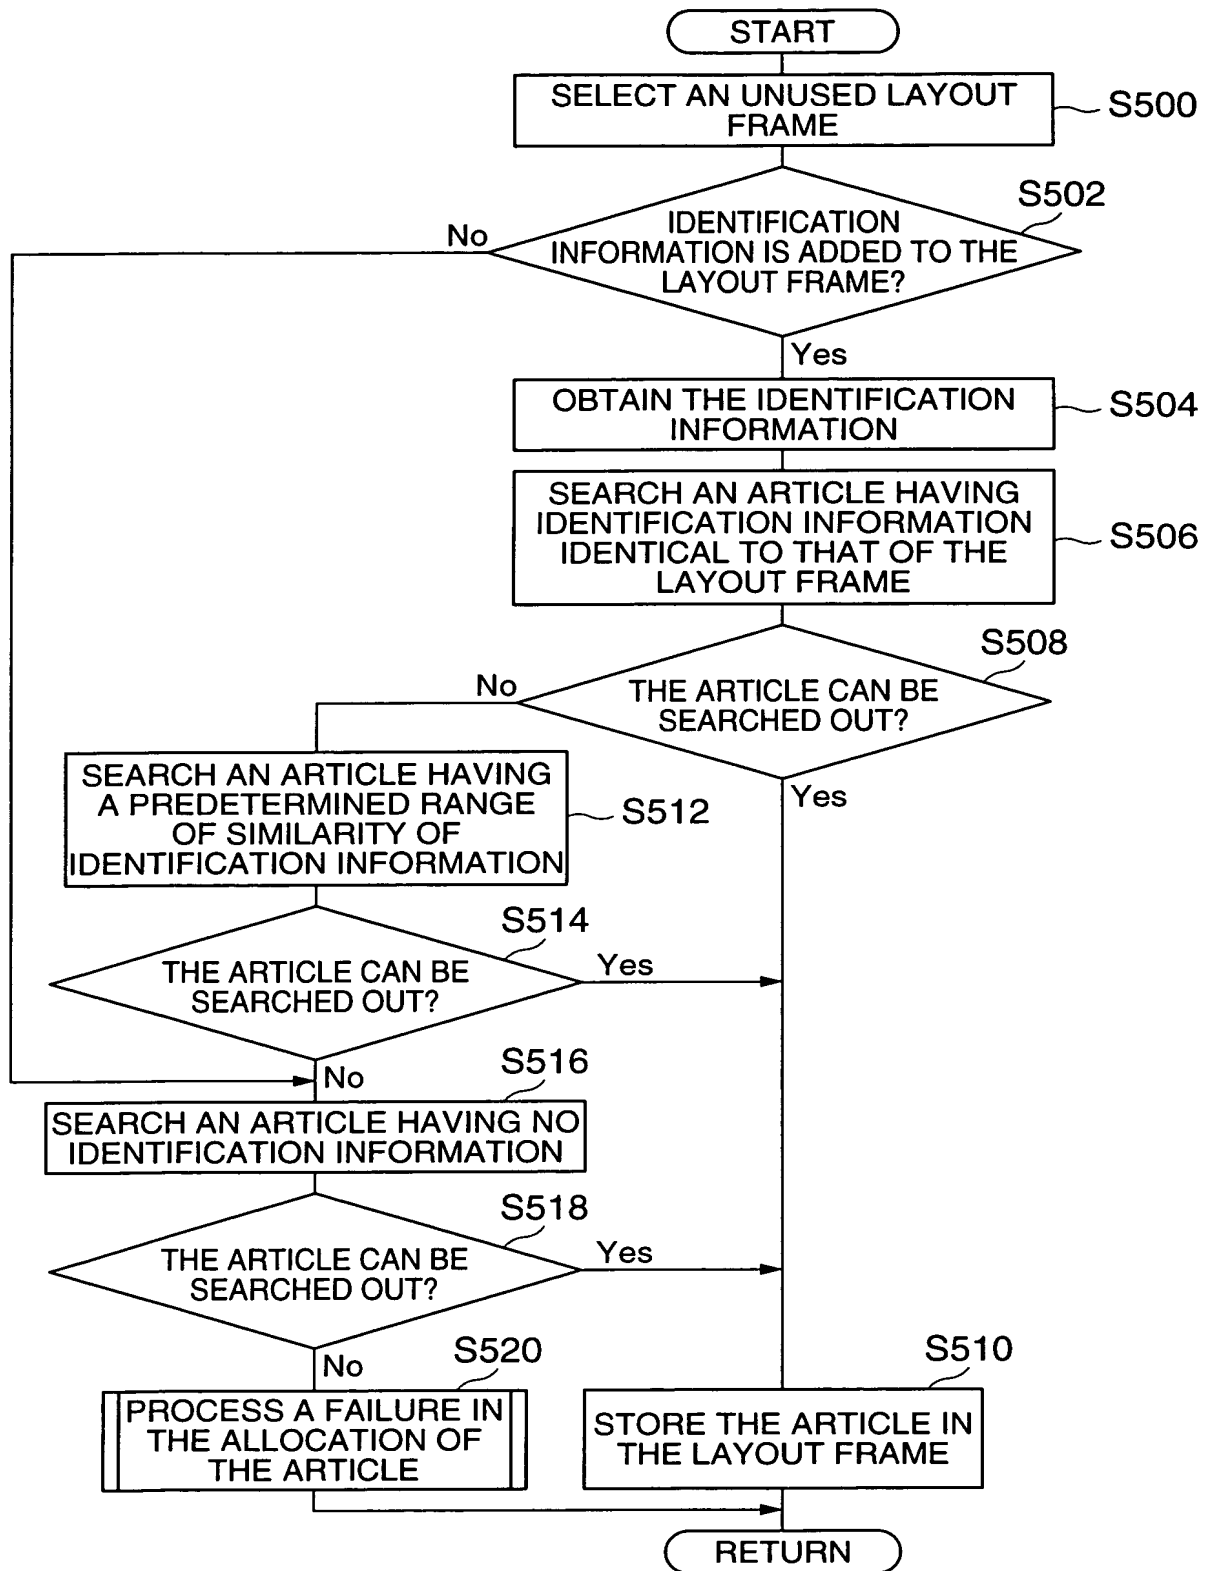 START
SELECT AN UNUSED LAYOUT
FRAME
S500
S502
IDENTIFICATION
INFORMATION IS ADDED TO THE
LAYOUT FRAME?
No
Yes
OBTAIN THE IDENTIFICATION
INFORMATION
S504
SEARCH AN ARTICLE HAVING
IDENTIFICATION INFORMATION
IDENTICAL TO THAT OF THE
LAYOUT FRAME
S506
S508
THE ARTICLE CAN BE
SEARCHED OUT?
No
Yes
SEARCH AN ARTICLE HAVING
A PREDETERMINED RANGE
OF SIMILARITY OF
IDENTIFICATION INFORMATION
S512
S514
THE ARTICLE CAN BE
SEARCHED OUT?
Yes
No
S516
SEARCH AN ARTICLE HAVING NO
IDENTIFICATION INFORMATION
S518
THE ARTICLE CAN BE
SEARCHED OUT?
Yes
No
S520
PROCESS A FAILURE IN
THE ALLOCATION OF
THE ARTICLE
S510
STORE THE ARTICLE IN
THE LAYOUT FRAME
RETURN